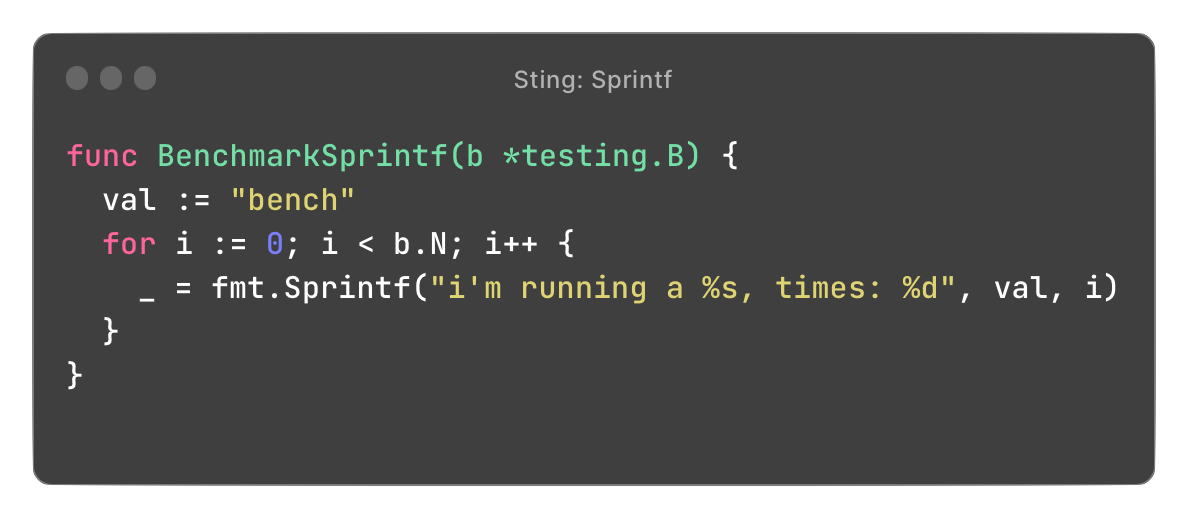 Sting: Sprintf
func BenchmarkSprintf(b *testing.B) {
  val := "bench"
  for i := 0; i < b.N; i++ {
    _ = fmt.Sprintf("i'm running a %s, times: %d", val, i)
  }
}